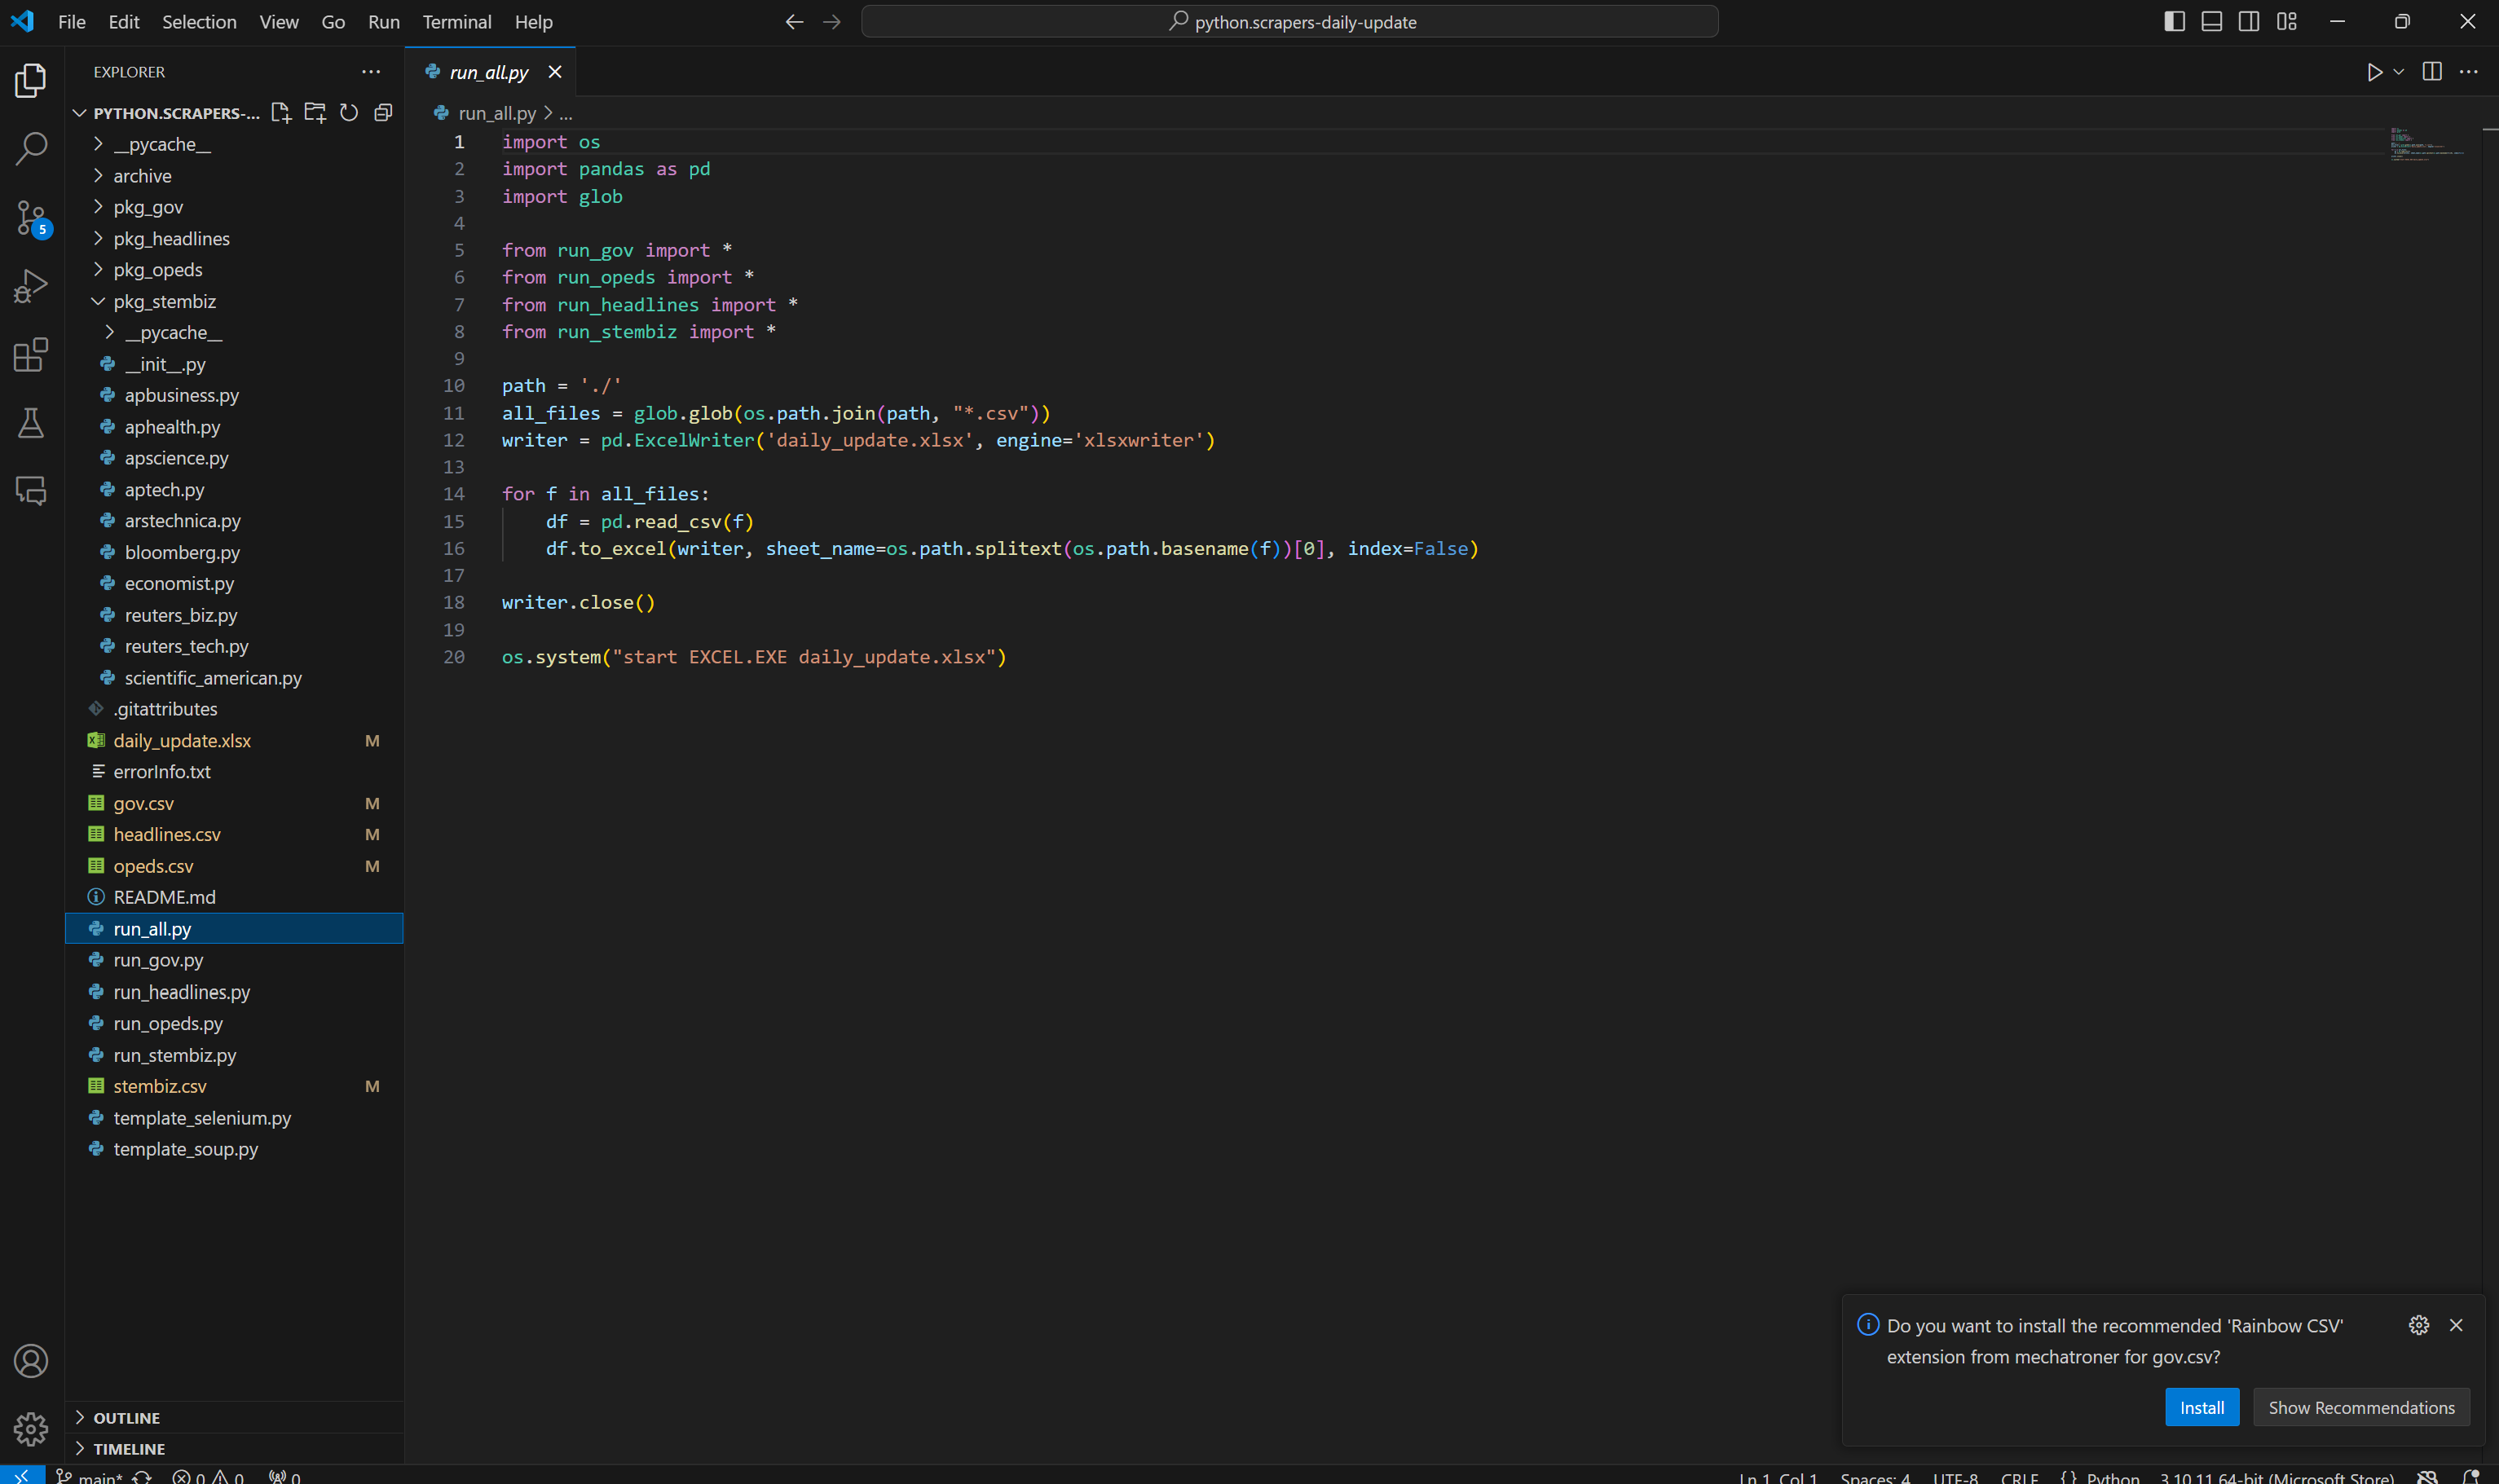 File Edit Selection View Go Run Terminal Help
python.scrapers-daily-update
EXPLORER
PYTHON.SCRAPERS-...
__pycache__
archive
pkg_gov
pkg_headlines
pkg_opeds
pkg_stembiz
__pycache__
__init__.py
apbusiness.py
aphealth.py
apscience.py
aptech.py
arstechnica.py
bloomberg.py
economist.py
reuters_biz.py
reuters_tech.py
scientific_american.py
.gitattributes
daily_update.xlsx M
errorInfo.txt
gov.csv M
headlines.csv M
opeds.csv M
README.md
run_all.py
run_gov.py
run_headlines.py
run_opeds.py
run_stembiz.py
stembiz.csv M
template_selenium.py
template_soup.py
OUTLINE
TIMELINE
5
run_all.py
run_all.py > ...
1 import os
2 import pandas as pd
3 import glob
4
5 from run_gov import *
6 from run_opeds import *
7 from run_headlines import *
8 from run_stembiz import *
9
10 path = './'
11 all_files = glob.glob(os.path.join(path, "*.csv"))
12 writer = pd.ExcelWriter('daily_update.xlsx', engine='xlsxwriter')
13
14 for f in all_files:
15     df = pd.read_csv(f)
16     df.to_excel(writer, sheet_name=os.path.splitext(os.path.basename(f))[0], index=False)
17
18 writer.close()
19
20 os.system("start EXCEL.EXE daily_update.xlsx")
Do you want to install the recommended 'Rainbow CSV'
extension from mechatroner for gov.csv?
Install Show Recommendations
main* 0 0 0 Ln 1, Col 1 Spaces: 4 UTF-8 CRLF {} Python 3.10.11 64-bit (Microsoft Store)